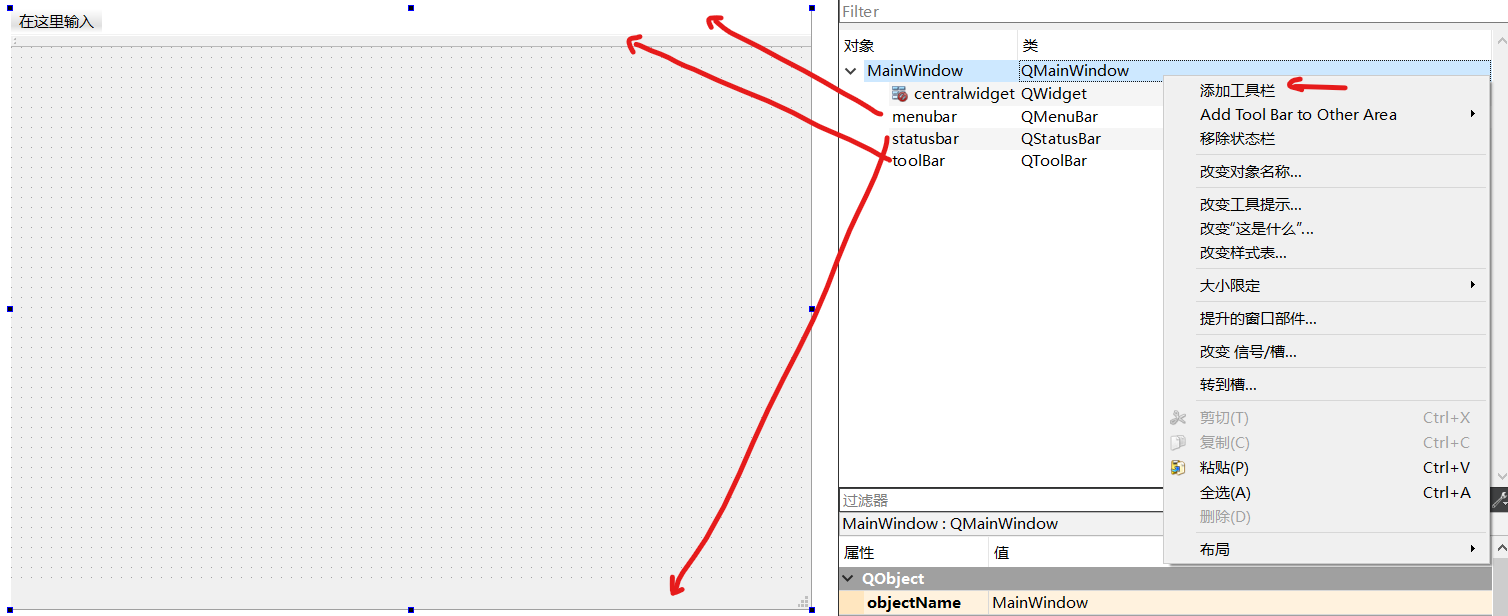 在这里输入
Filter
对象 类
MainWindow QMainWindow
centralwidget QWidget
menubar QMenuBar
statusbar QStatusBar
toolBar QToolBar
添加工具栏
Add Tool Bar to Other Area
移除状态栏
改变对象名称...
改变工具提示...
改变“这是什么”...
改变样式表...
大小限定
提升的窗口部件...
改变 信号/槽...
转到槽...
剪切(T) Ctrl+X
复制(C) Ctrl+C
粘贴(P) Ctrl+V
全选(A) Ctrl+A
删除(D)
布局
过滤器
MainWindow : QMainWindow
属性 值
QObject
objectName MainWindow